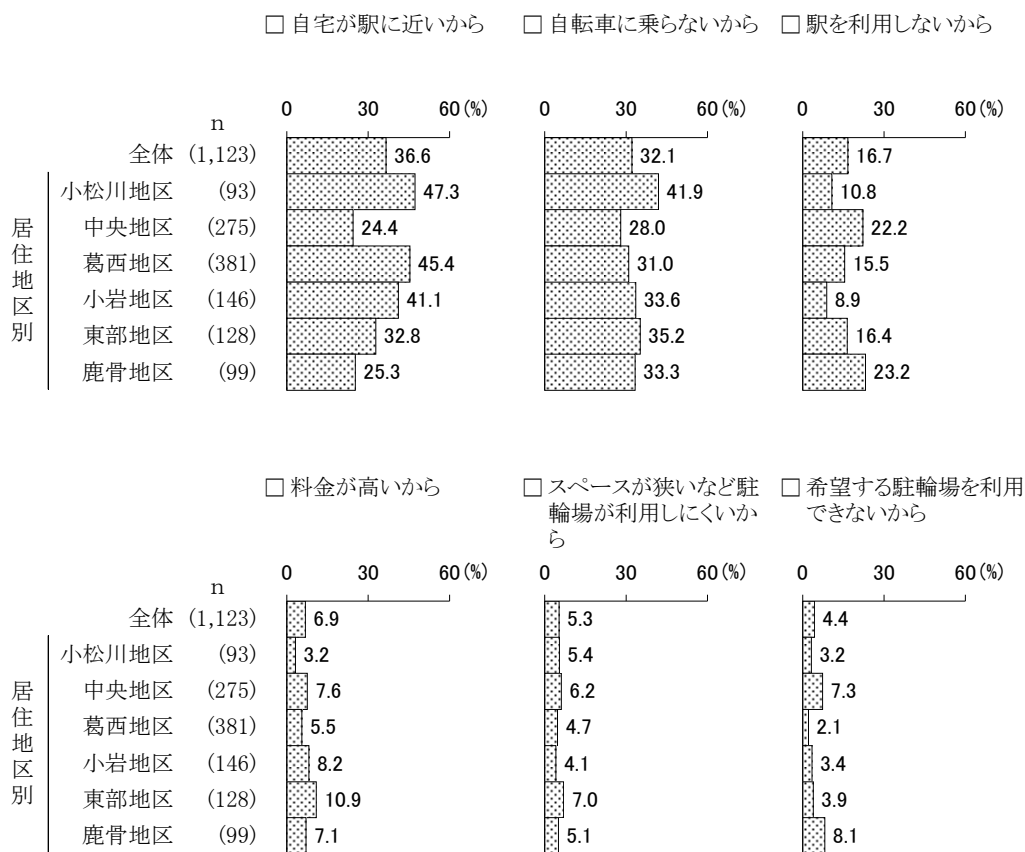 □ 自宅が駅に近いから □ 自転車に乗らないから □ 駅を利用しないから
0 30 60 (%) 0 30 60 (%) 0 30 60 (%)
n
全体 (1,123) 36.6 32.1 16.7
居住地区別
小松川地区 (93) 47.3 41.9 10.8
中央地区 (275) 24.4 28.0 22.2
葛西地区 (381) 45.4 31.0 15.5
小岩地区 (146) 41.1 33.6 8.9
東部地区 (128) 32.8 35.2 16.4
鹿骨地区 (99) 25.3 33.3 23.2
□ 料金が高いから
□ スペースが狭いなど駐
輪場が利用しにくいか
ら
□ 希望する駐輪場を利用
できないから
0 30 60 (%) 0 30 60 (%) 0 30 60 (%)
n
全体 (1,123) 6.9 5.3 4.4
居住地区別
小松川地区 (93) 3.2 5.4 3.2
中央地区 (275) 7.6 6.2 7.3
葛西地区 (381) 5.5 4.7 2.1
小岩地区 (146) 8.2 4.1 3.4
東部地区 (128) 10.9 7.0 3.9
鹿骨地区 (99) 7.1 5.1 8.1